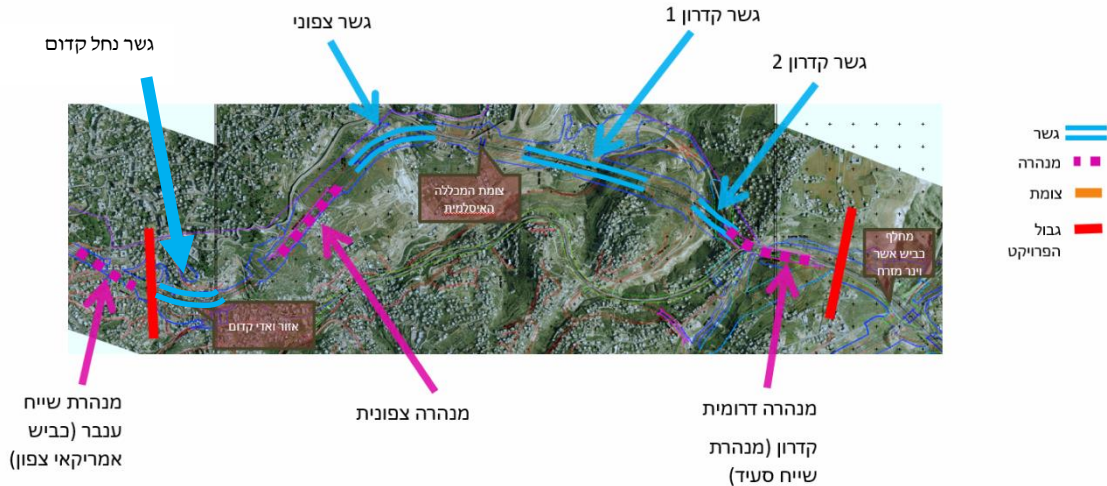 גשר צפוני
גשר קדרון 1
גשר נחל קדום
גשר קדרון 2
גשר
מנהרה
צומת
גבול
הפרויקט
צומת המכללה
האיסלמית
מחלף
כביש אשר
וינר מזרח
אזור ואדי קדום
מנהרת שייח
ענבר (כביש
אמריקאי צפון)
מנהרה צפונית
מנהרה דרומית
קדרון (מנהרת
שייח סעיד)